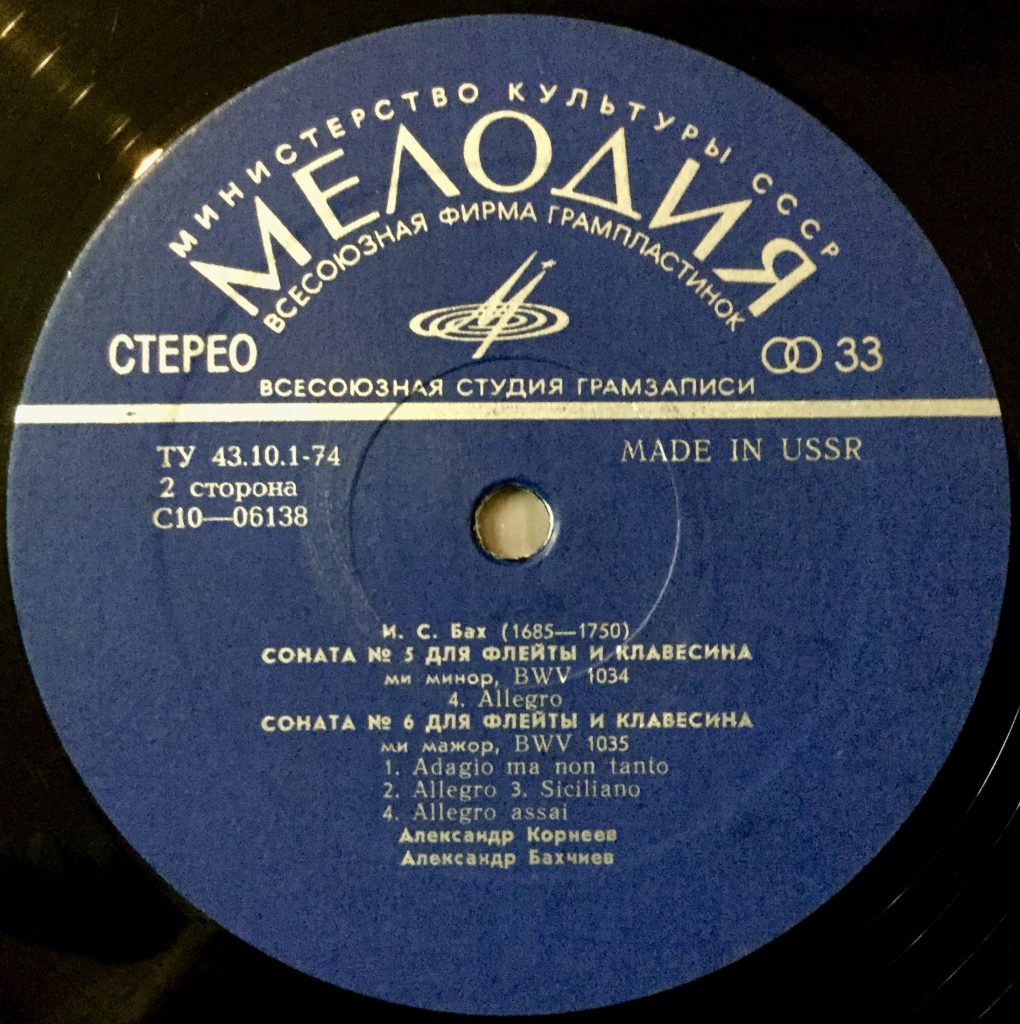 МИНИСТЕРСТВО КУЛЬТУРЫ СССР
МЕЛОДИЯ
ВСЕСОЮЗНАЯ ФИРМА ГРАМПЛАСТИНОК
СТЕРЕО
33
ВСЕСОЮЗНАЯ СТУДИЯ ГРАМЗАПИСИ
ТУ 43.10.1-74
MADE IN USSR
2 сторона
С10—06138
И. С. Бах (1685—1750)
СОНАТА № 5 ДЛЯ ФЛЕЙТЫ И КЛАВЕСИНА
ми минор, BWV 1034
4. Allegro
СОНАТА № 6 ДЛЯ ФЛЕЙТЫ И КЛАВЕСИНА
ми мажор, BWV 1035
1. Adagio ma non tanto
2. Allegro 3. Siciliano
4. Allegro assai
Александр Корнеев
Александр Бахчиев